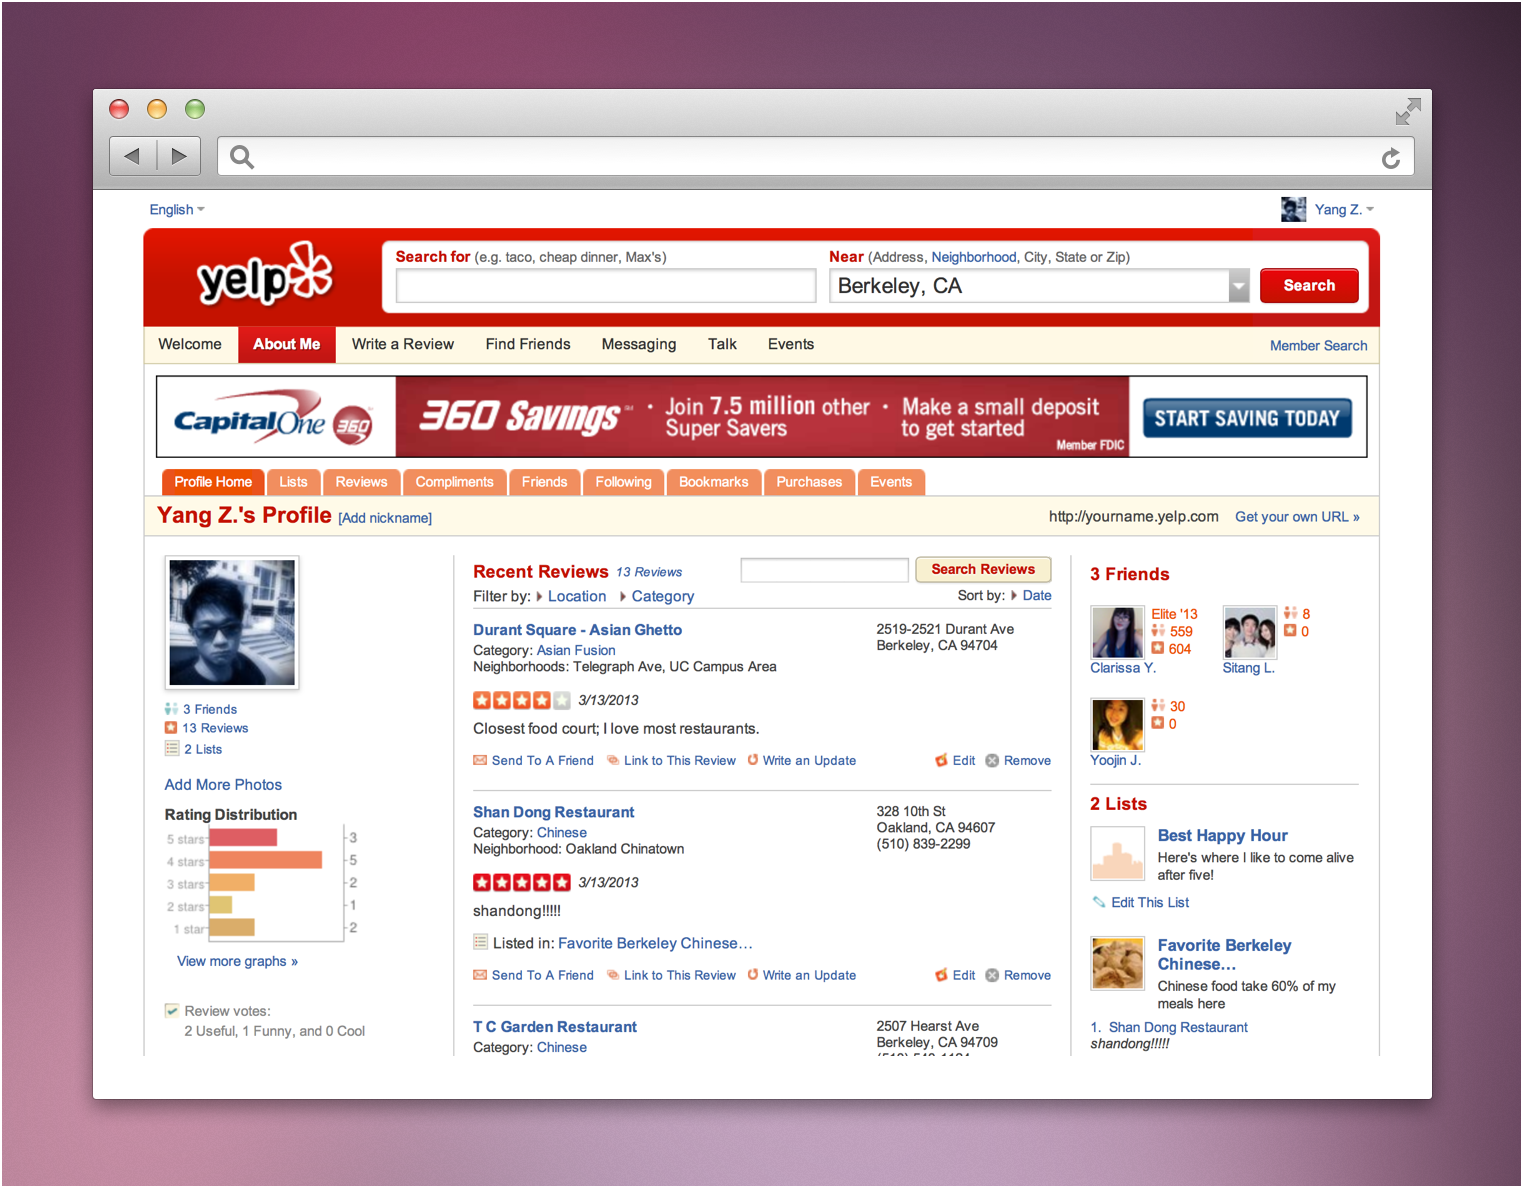 English
Yang Z.
yelp
Search for (e.g. taco, cheap dinner, Max's)
Near (Address, Neighborhood, City, State or Zip)
Berkeley, CA
Search
Welcome
About Me
Write a Review
Find Friends
Messaging
Talk
Events
Member Search
Capital One 360
360 Savings℠ • Join 7.5 million other
Super Savers
• Make a small deposit
to get started
Member FDIC
START SAVING TODAY
Profile Home
Lists
Reviews
Compliments
Friends
Following
Bookmarks
Purchases
Events
Yang Z.'s Profile [Add nickname]
http://yourname.yelp.com Get your own URL »
3 Friends
13 Reviews
2 Lists
Add More Photos
Rating Distribution
5 stars 3
4 stars 5
3 stars 2
2 stars 1
1 star 2
View more graphs »
Review votes:
2 Useful, 1 Funny, and 0 Cool
Recent Reviews 13 Reviews
Search Reviews
Filter by: Location Category
Sort by: Date
Durant Square - Asian Ghetto
Category: Asian Fusion
Neighborhoods: Telegraph Ave, UC Campus Area
2519-2521 Durant Ave
Berkeley, CA 94704
3/13/2013
Closest food court; I love most restaurants.
Send To A Friend Link to This Review Write an Update Edit Remove
Shan Dong Restaurant
Category: Chinese
Neighborhood: Oakland Chinatown
328 10th St
Oakland, CA 94607
(510) 839-2299
3/13/2013
shandong!!!!!
Listed in: Favorite Berkeley Chinese…
Send To A Friend Link to This Review Write an Update Edit Remove
T C Garden Restaurant
Category: Chinese
2507 Hearst Ave
Berkeley, CA 94709
3 Friends
Elite '13
559
604
Clarissa Y.
8
0
Sitang L.
30
0
Yoojin J.
2 Lists
Best Happy Hour
Here's where I like to come alive
after five!
Edit This List
Favorite Berkeley
Chinese…
Chinese food take 60% of my
meals here
1. Shan Dong Restaurant
shandong!!!!!